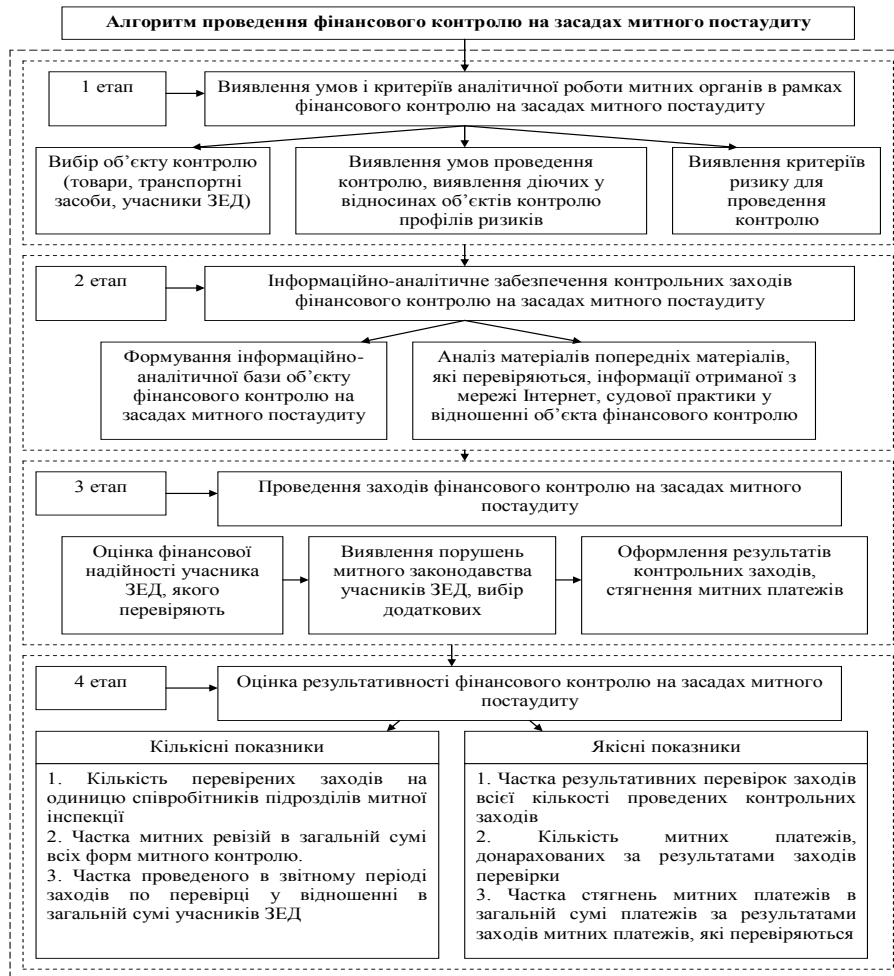 Алгоритм проведення фінансового контролю на засадах митного постаудиту
1 етап
Виявлення умов і критеріїв аналітичної роботи митних органів в рамках
фінансового контролю на засадах митного постаудиту
Вибір об’єкту контролю
(товари, транспортні
засоби, учасники ЗЕД)
Виявлення умов проведення
контролю, виявлення діючих у
відносинах об’єктів контролю
профілів ризиків
Виявлення критеріїв
ризику для
проведення
контролю
2 етап
Інформаційно-аналітичне забезпечення контрольних заходів
фінансового контролю на засадах митного постаудиту
Формування інформаційно-
аналітичної бази об’єкту
фінансового контролю на
засадах митного постаудиту
Аналіз матеріалів попередніх матеріалів,
які перевіряються, інформації отриманої з
мережі Інтернет, судової практики у
відношенні об’єкта фінансового контролю
3 етап
Проведення заходів фінансового контролю на засадах митного
постаудиту
Оцінка фінансової
надійності учасника
ЗЕД, якого
перевіряють
Виявлення порушень
митного законодавства
учасників ЗЕД, вибір
додаткових
Оформлення результатів
контрольних заходів,
стягнення митних платежів
4 етап
Оцінка результативності фінансового контролю на засадах митного
постаудиту
Кількісні показники
1. Кількість перевірених заходів на
одиницю співробітників підрозділів митної
інспекції
2. Частка митних ревізій в загальній сумі
всіх форм митного контролю.
3. Частка проведеного в звітному періоді
заходів по перевірці у відношенні в
загальній сумі учасників ЗЕД
Якісні показники
1. Частка результативних перевірок заходів
всієї кількості проведених контрольних
заходів
2. Кількість митних платежів,
донарахованих за результатами заходів
перевірки
3. Частка стягнень митних платежів в
загальній сумі платежів за результатами
заходів митних платежів, які перевіряються